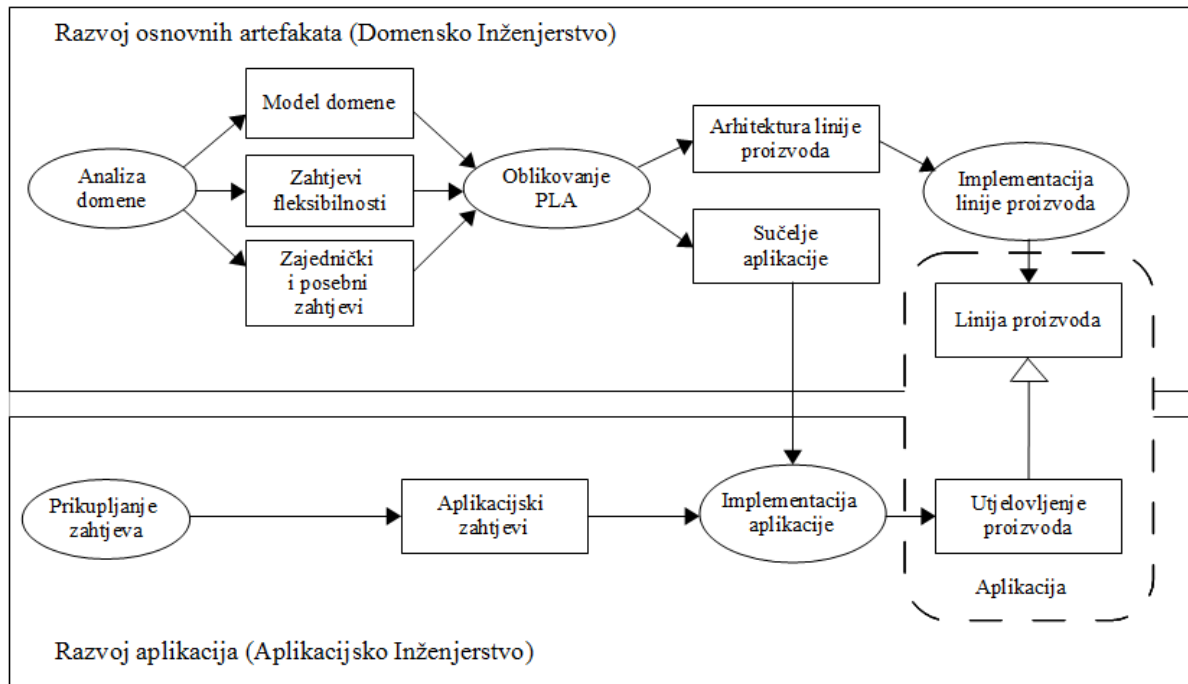 Razvoj osnovnih artefakata (Domensko Inženjerstvo)
Analiza
domene
Model domene
Zahtjevi
fleksibilnosti
Zajednički
i posebni
zahtjevi
Oblikovanje
PLA
Arhitektura linije
proizvoda
Sučelje
aplikacije
Implementacija
linije proizvoda
Linija proizvoda
Prikupljanje
zahtjeva
Aplikacijski
zahtjevi
Implementacija
aplikacije
Utjelovljenje
proizvoda
Aplikacija
Razvoj aplikacija (Aplikacijsko Inženjerstvo)